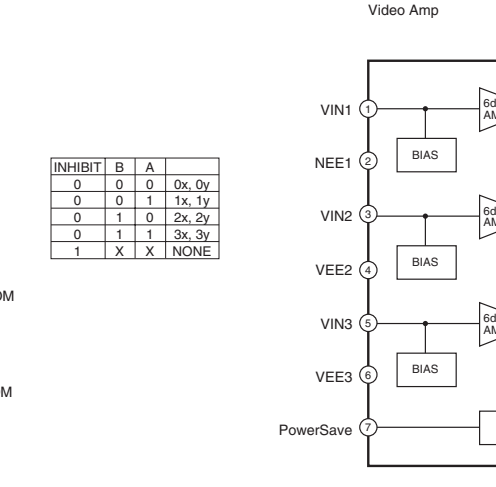 Video Amp
INHIBIT B A
0 0 0 0x, 0y
0 0 1 1x, 1y
0 1 0 2x, 2y
0 1 1 3x, 3y
1 X X NONE
VIN1 1
BIAS
NEE1 2
VIN2 3
BIAS
VEE2 4
VIN3 5
BIAS
VEE3 6
PowerSave 7